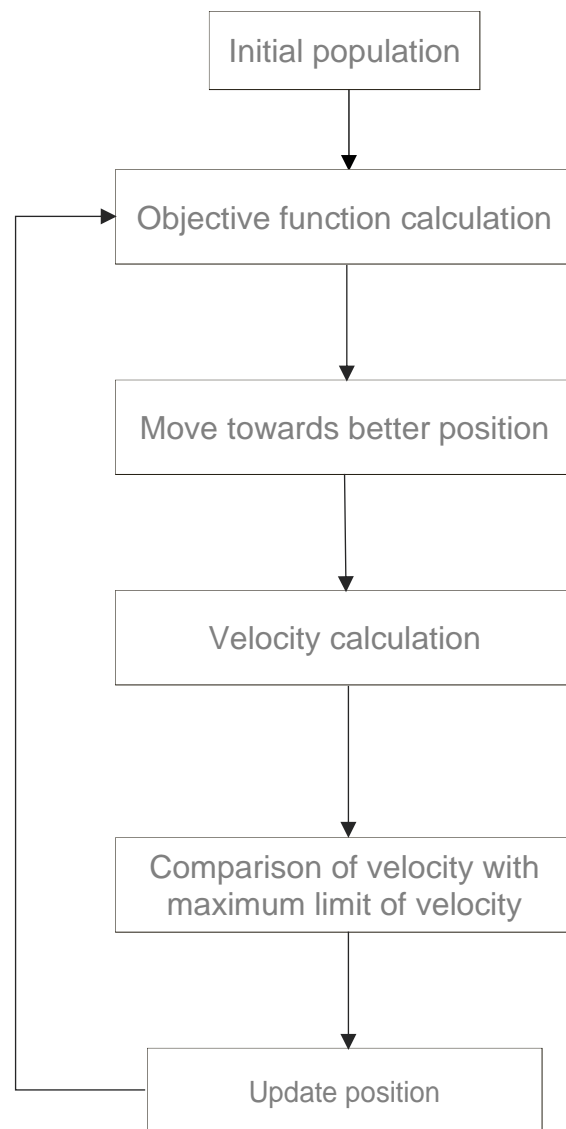 Initial population
Objective function calculation
Move towards better position
Velocity calculation
Comparison of velocity with
maximum limit of velocity
Update position